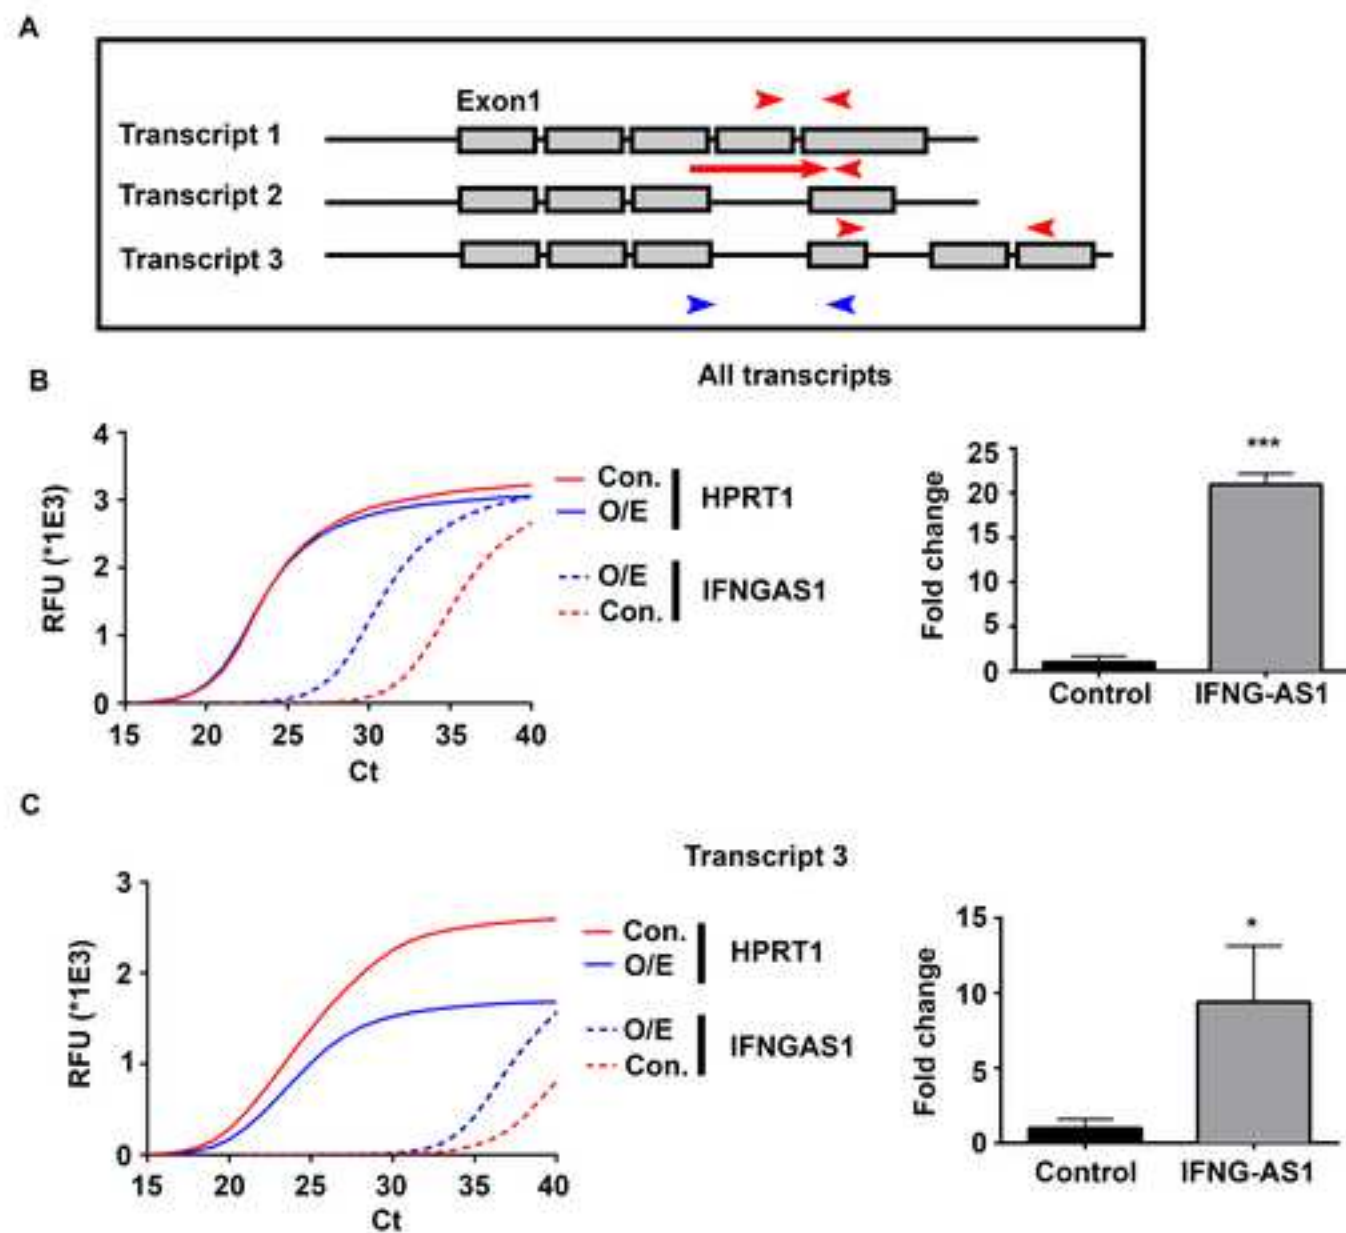 A
Exon1
Transcript 1
Transcript 2
Transcript 3
B
All transcripts
RFU (*1E3)
4
3
2
1
0
15 20 25 30 35 40
Ct
Con.
O/E
HPRT1
O/E
Con.
IFNGAS1
Fold change
25
20
15
10
5
0
***
Control IFNG-AS1
C
Transcript 3
RFU (*1E3)
3
2
1
0
15 20 25 30 35 40
Ct
Con.
O/E
HPRT1
O/E
Con.
IFNGAS1
Fold change
15
10
5
0
*
Control IFNG-AS1